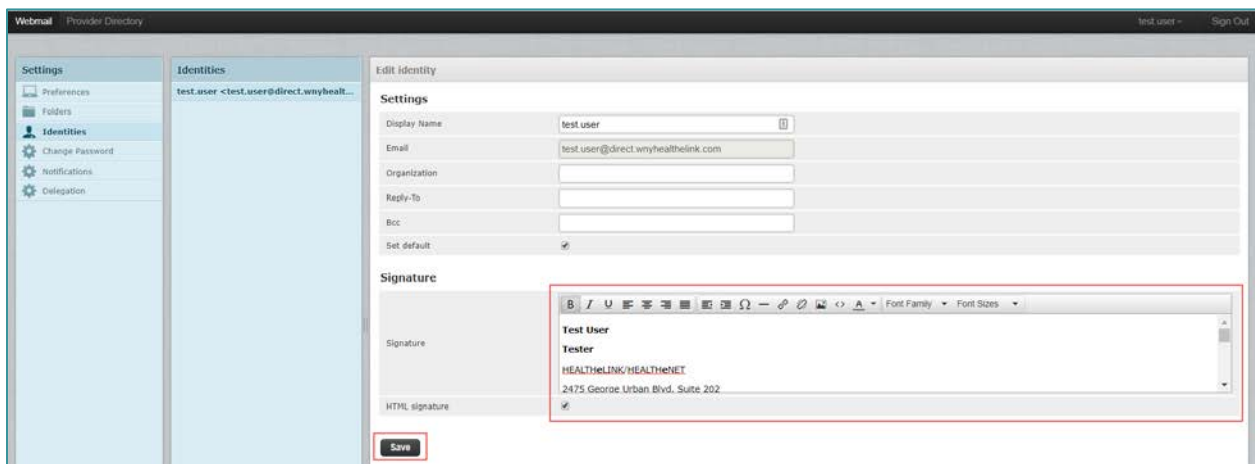 Webmail Provider Directory test.user Sign Out
Settings
Preferences
Folders
Identities
Change Password
Notifications
Delegation
Identities
test.user <test.user@direct.wnyhealt...
Edit identity
Settings
Display Name test.user
Email test.user@direct.wnyhealthelink.com
Organization
Reply-To
Bcc
Set default
Signature
B I U Ω — <> A Font Family Font Sizes
Signature
Test User
Tester
HEALTHeLINK/HEALTHeNET
2475 George Urban Blvd. Suite 202
HTML signature
Save